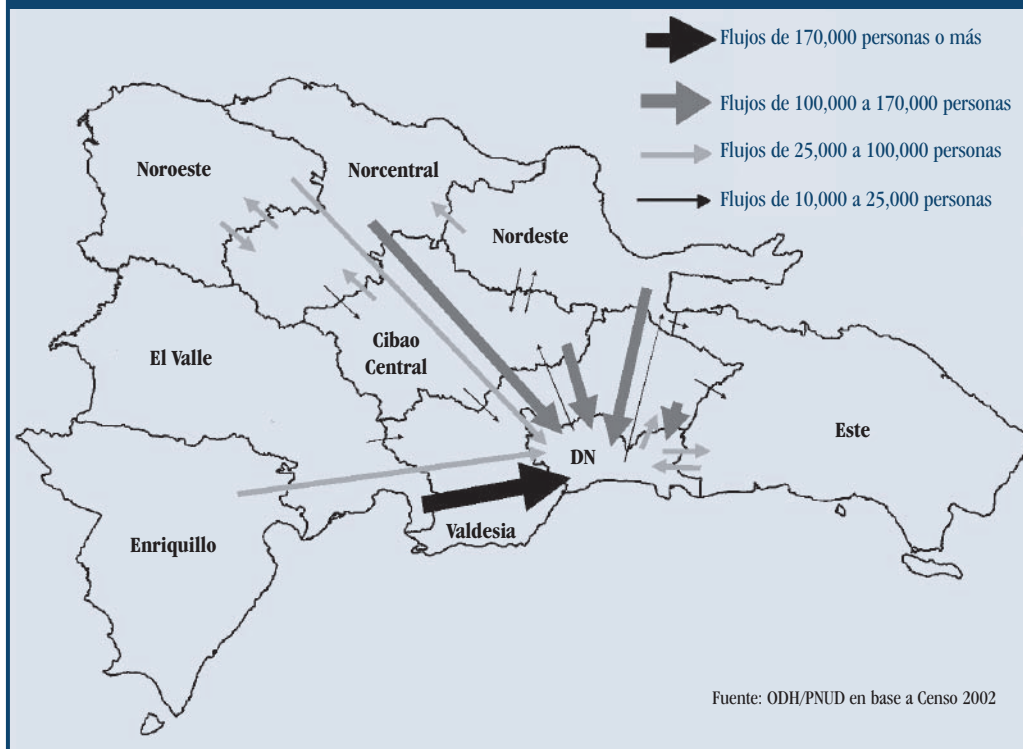 Flujos de 170,000 personas o más
Flujos de 100,000 a 170,000 personas
Flujos de 25,000 a 100,000 personas
Flujos de 10,000 a 25,000 personas
Noroeste
Norcentral
Nordeste
El Valle
Cibao
Central
Este
DN
Valdesia
Enriquillo
Fuente: ODH/PNUD en base a Censo 2002